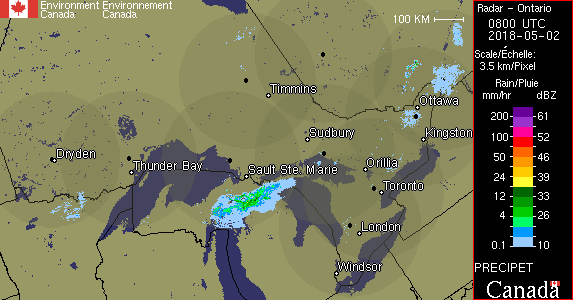 Environment Environnement
Canada Canada
100 KM
Timmins
Ottawa
Sudbury
Kingston
Dryden
Thunder Bay
Sault Ste. Marie
Orillia
Toronto
London
Windsor
Radar - Ontario
0800 UTC
2018-05-02
Scale/Échelle:
3.5 km/Pixel
Rain/Pluie
mm/hr dBZ
200 61
100 52
50 46
24 39
12 33
4 26
0.1 10
PRECIPET
Canada